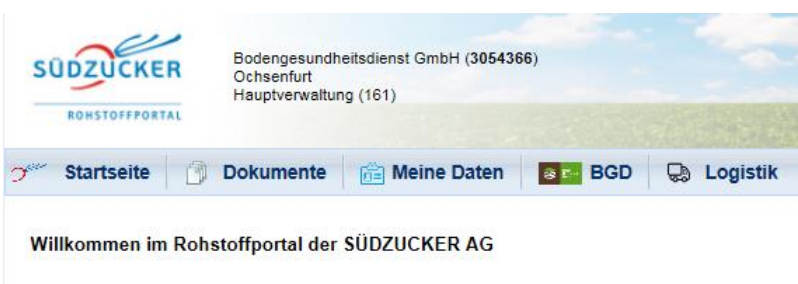 SÜDZUCKER
ROHSTOFFPORTAL
Bodengesundheitsdienst GmbH (3054366)
Ochsenfurt
Hauptverwaltung (161)
Startseite Dokumente Meine Daten BGD Logistik
Willkommen im Rohstoffportal der SÜDZUCKER AG